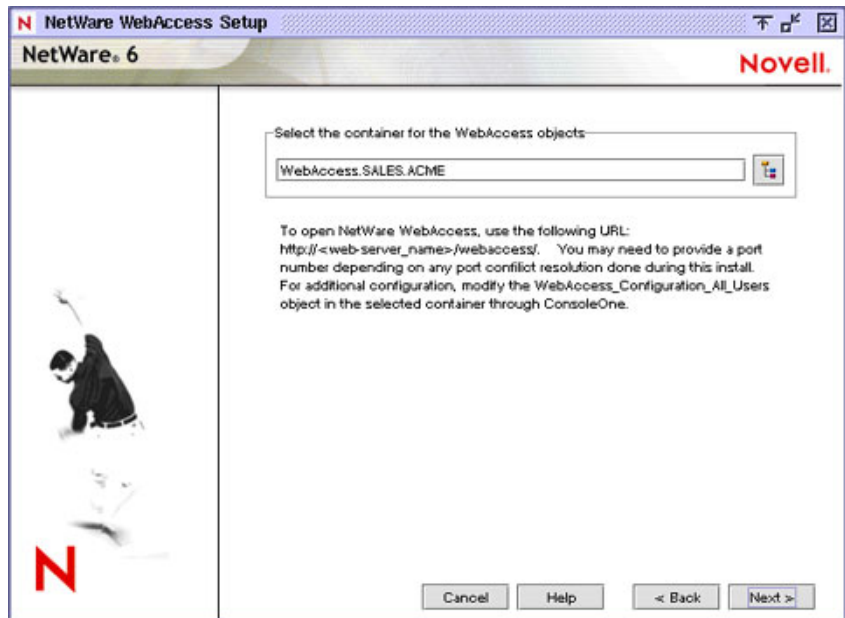 N NetWare WebAccess Setup
NetWare® 6
Novell.
Select the container for the WebAccess objects
WebAccess.SALES.ACME
To open NetWare WebAccess, use the following URL:
http://<web-server_name>/webaccess/. You may need to provide a port
number depending on any port confilict resolution done during this install.
For additional configuration, modify the WebAccess_Configuration_All_Users
object in the selected container through ConsoleOne.
N
Cancel Help < Back Next >